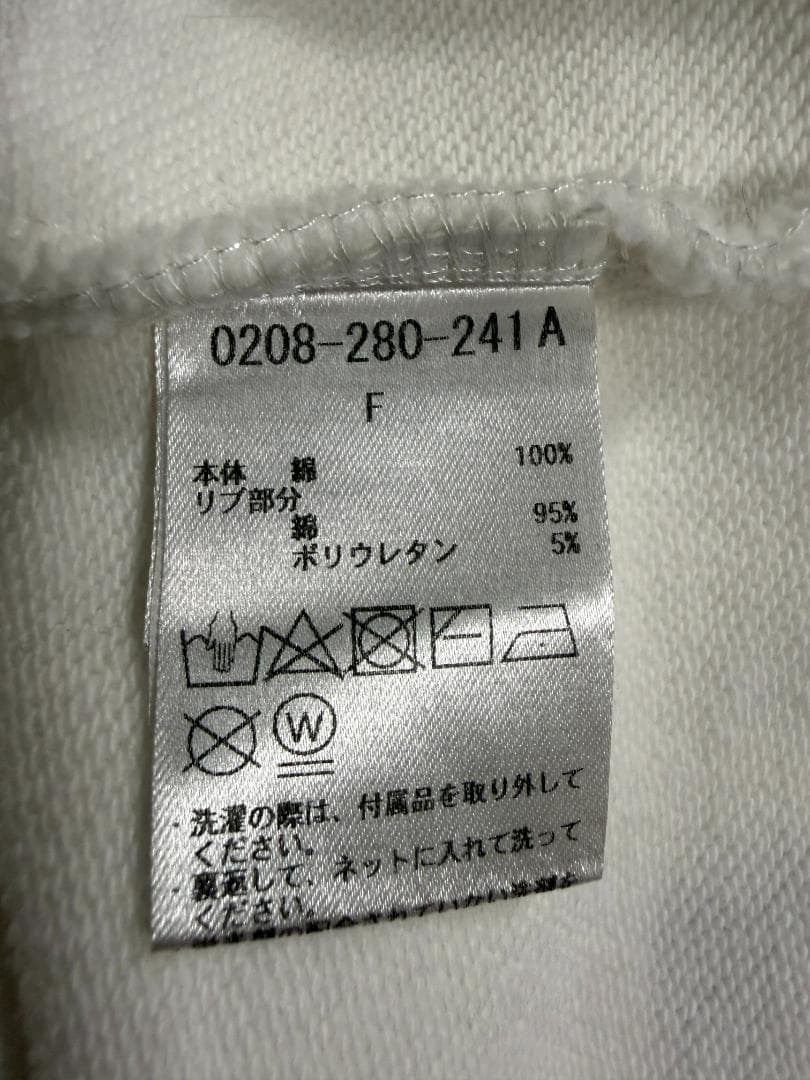 0208-280-241A
F
本体 綿 100%
リブ部分
綿 95%
ポリウレタン 5%
W
・洗濯の際は、付属品を取り外して
ください。
・裏返して、ネットに入れて洗って
ください。